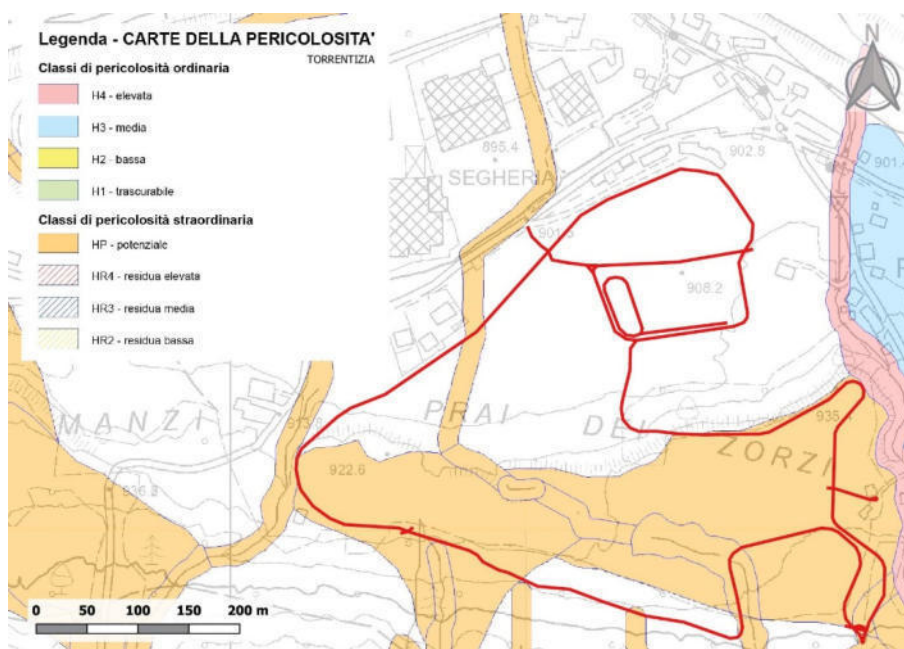 Legenda - CARTE DELLA PERICOLOSITA'
TORRENTIZIA
Classi di pericolosità ordinaria
H4 - elevata
H3 - media
H2 - bassa
H1 - trascurabile
Classi di pericolosità straordinaria
HP - potenziale
HR4 - residua elevata
HR3 - residua media
HR2 - residua bassa
N
895.4
902.8
901.4
SEGHERIA
908.2
MANZI
PRAI DEI ZORZI
922.6
0 50 100 150 200 m